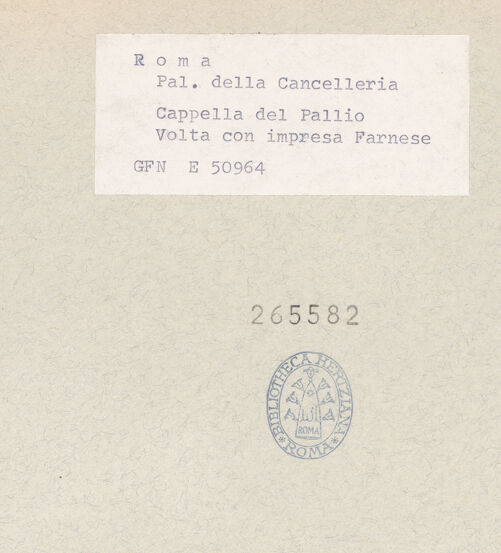 Roma
Pal. della Cancelleria
Cappella del Pallio
Volta con impresa Farnese
GFN E 50964
265582
BIBLIOTHECA HERTZIANA
ROMA
* ROMA *